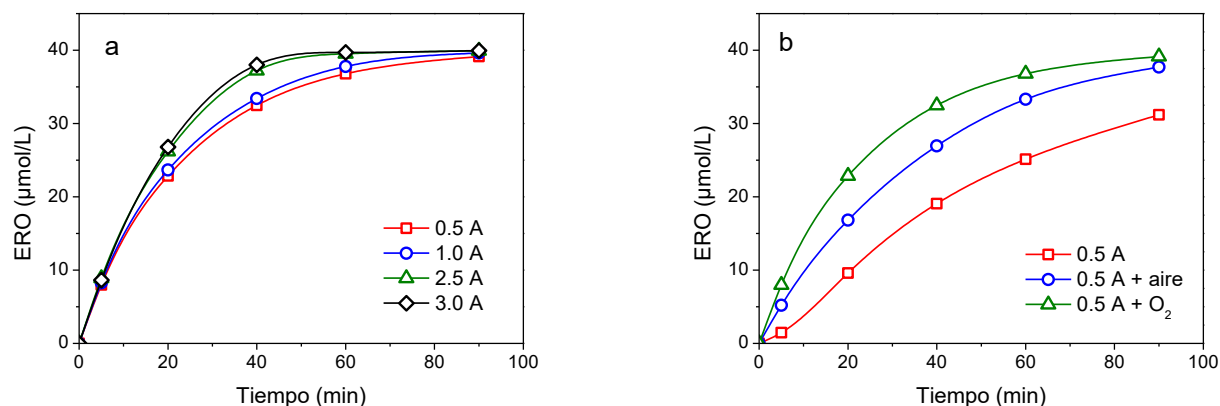 a
ERO (µmol/L)
40
30
20
10
0
0 20 40 60 80 100
Tiempo (min)
0.5 A
1.0 A
2.5 A
3.0 A
b
ERO (µmol/L)
40
30
20
10
0
0 20 40 60 80 100
Tiempo (min)
0.5 A
0.5 A + aire
0.5 A + O₂